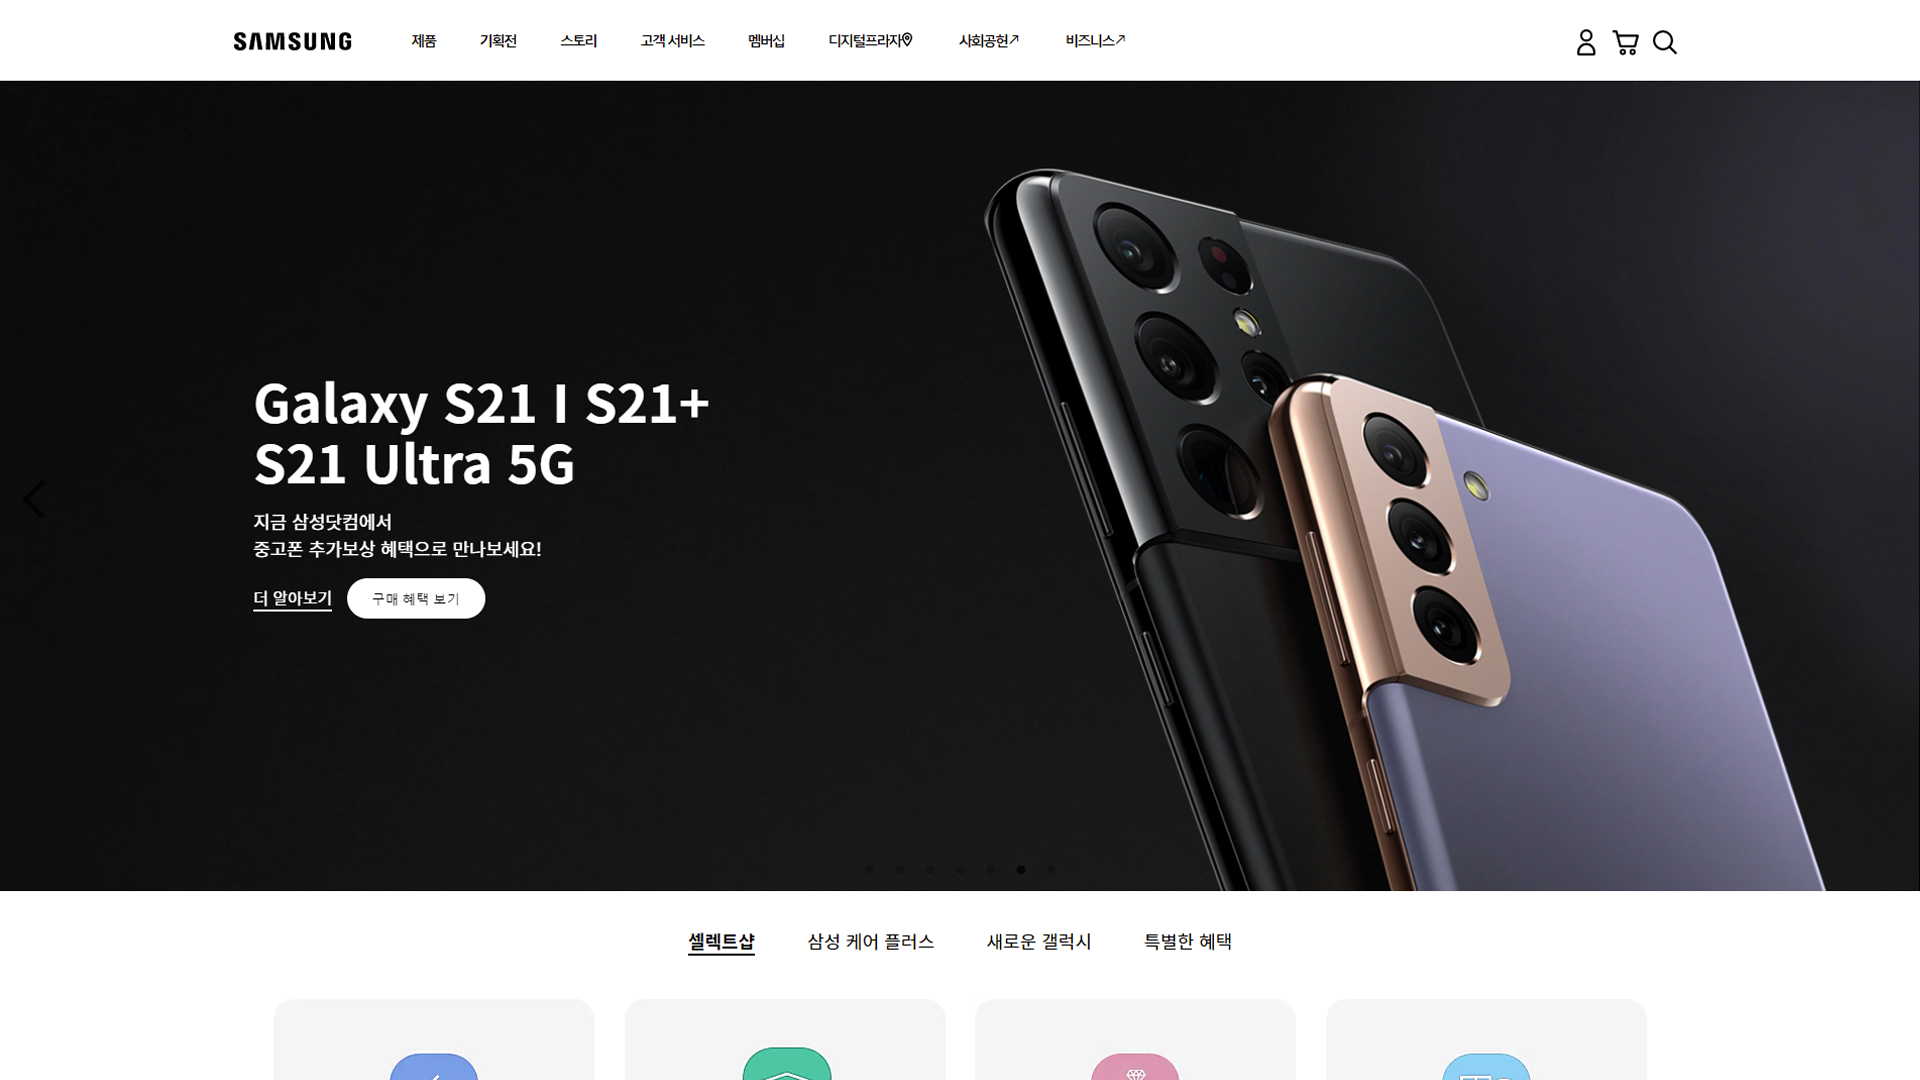 SAMSUNG
제품
기획전
스토리
고객 서비스
멤버십
디지털프라자
사회공헌↗
비즈니스↗
Galaxy S21 I S21+
S21 Ultra 5G
지금 삼성닷컴에서
중고폰 추가보상 혜택으로 만나보세요!
더 알아보기
구매 혜택 보기
셀렉트샵
삼성 케어 플러스
새로운 갤럭시
특별한 혜택